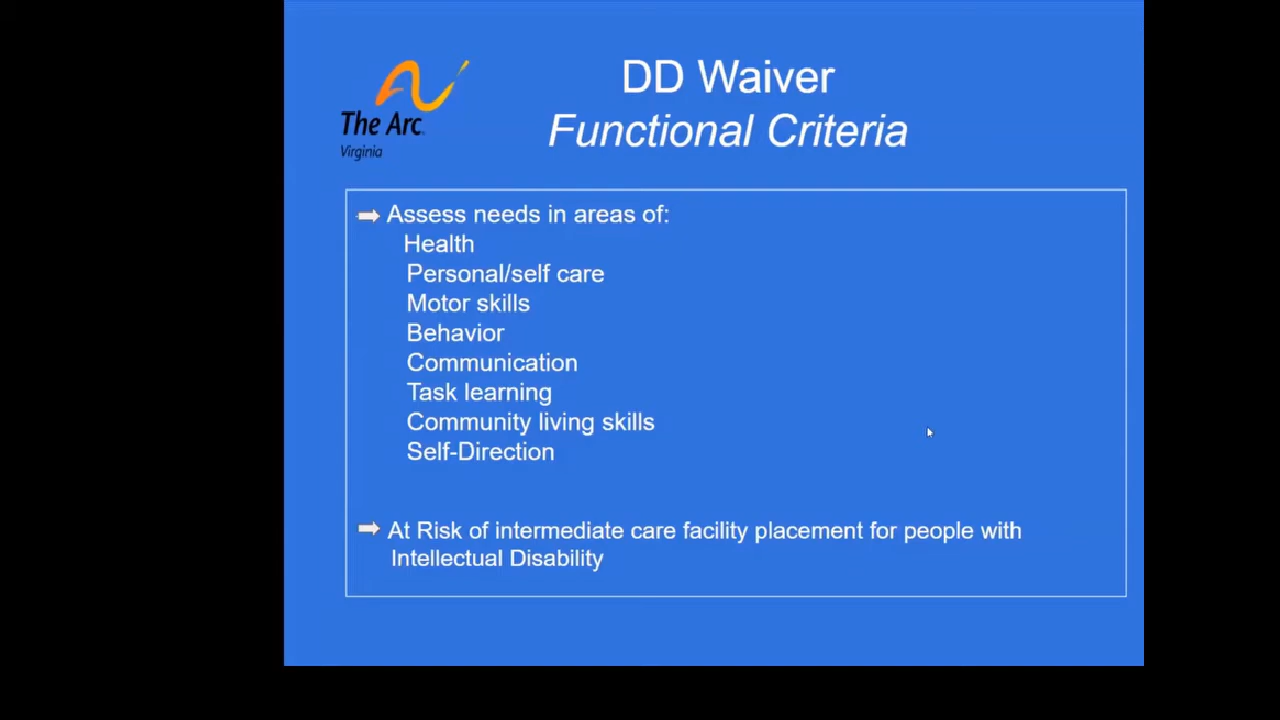 The Arc
Virginia
DD Waiver
Functional Criteria
Assess needs in areas of:
Health
Personal/self care
Motor skills
Behavior
Communication
Task learning
Community living skills
Self-Direction
At Risk of intermediate care facility placement for people with
Intellectual Disability